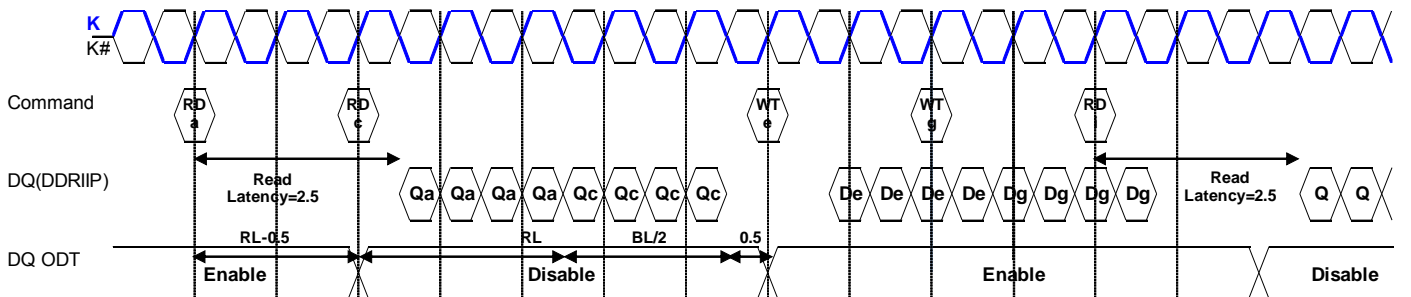 K
K#
Command
RD
a
RD
c
WT
e
WT
g
RD
i
DQ(DDRIIP)
Read
Latency=2.5
Qa Qa Qa Qa Qc Qc Qc Qc
De De De De Dg Dg Dg Dg
Read
Latency=2.5
Q Q
DQ ODT
RL-0.5
RL
BL/2
0.5
Enable
Disable
Enable
Disable